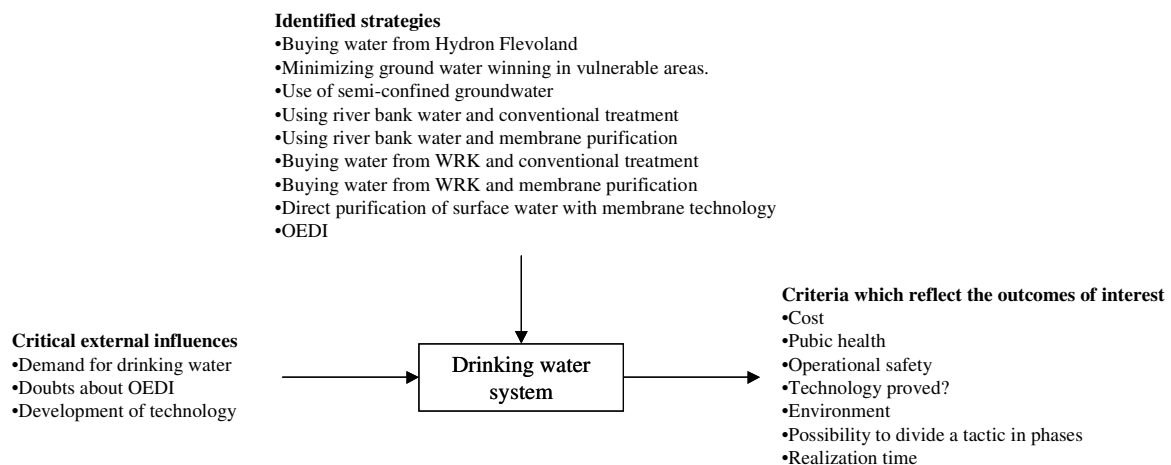 Identified strategies
•Buying water from Hydron Flevoland
•Minimizing ground water winning in vulnerable areas.
•Use of semi-confined groundwater
•Using river bank water and conventional treatment
•Using river bank water and membrane purification
•Buying water from WRK and conventional treatment
•Buying water from WRK and membrane purification
•Direct purification of surface water with membrane technology
•OEDI
Critical external influences
•Demand for drinking water
•Doubts about OEDI
•Development of technology
Drinking water
system
Criteria which reflect the outcomes of interest
•Cost
•Pubic health
•Operational safety
•Technology proved?
•Environment
•Possibility to divide a tactic in phases
•Realization time